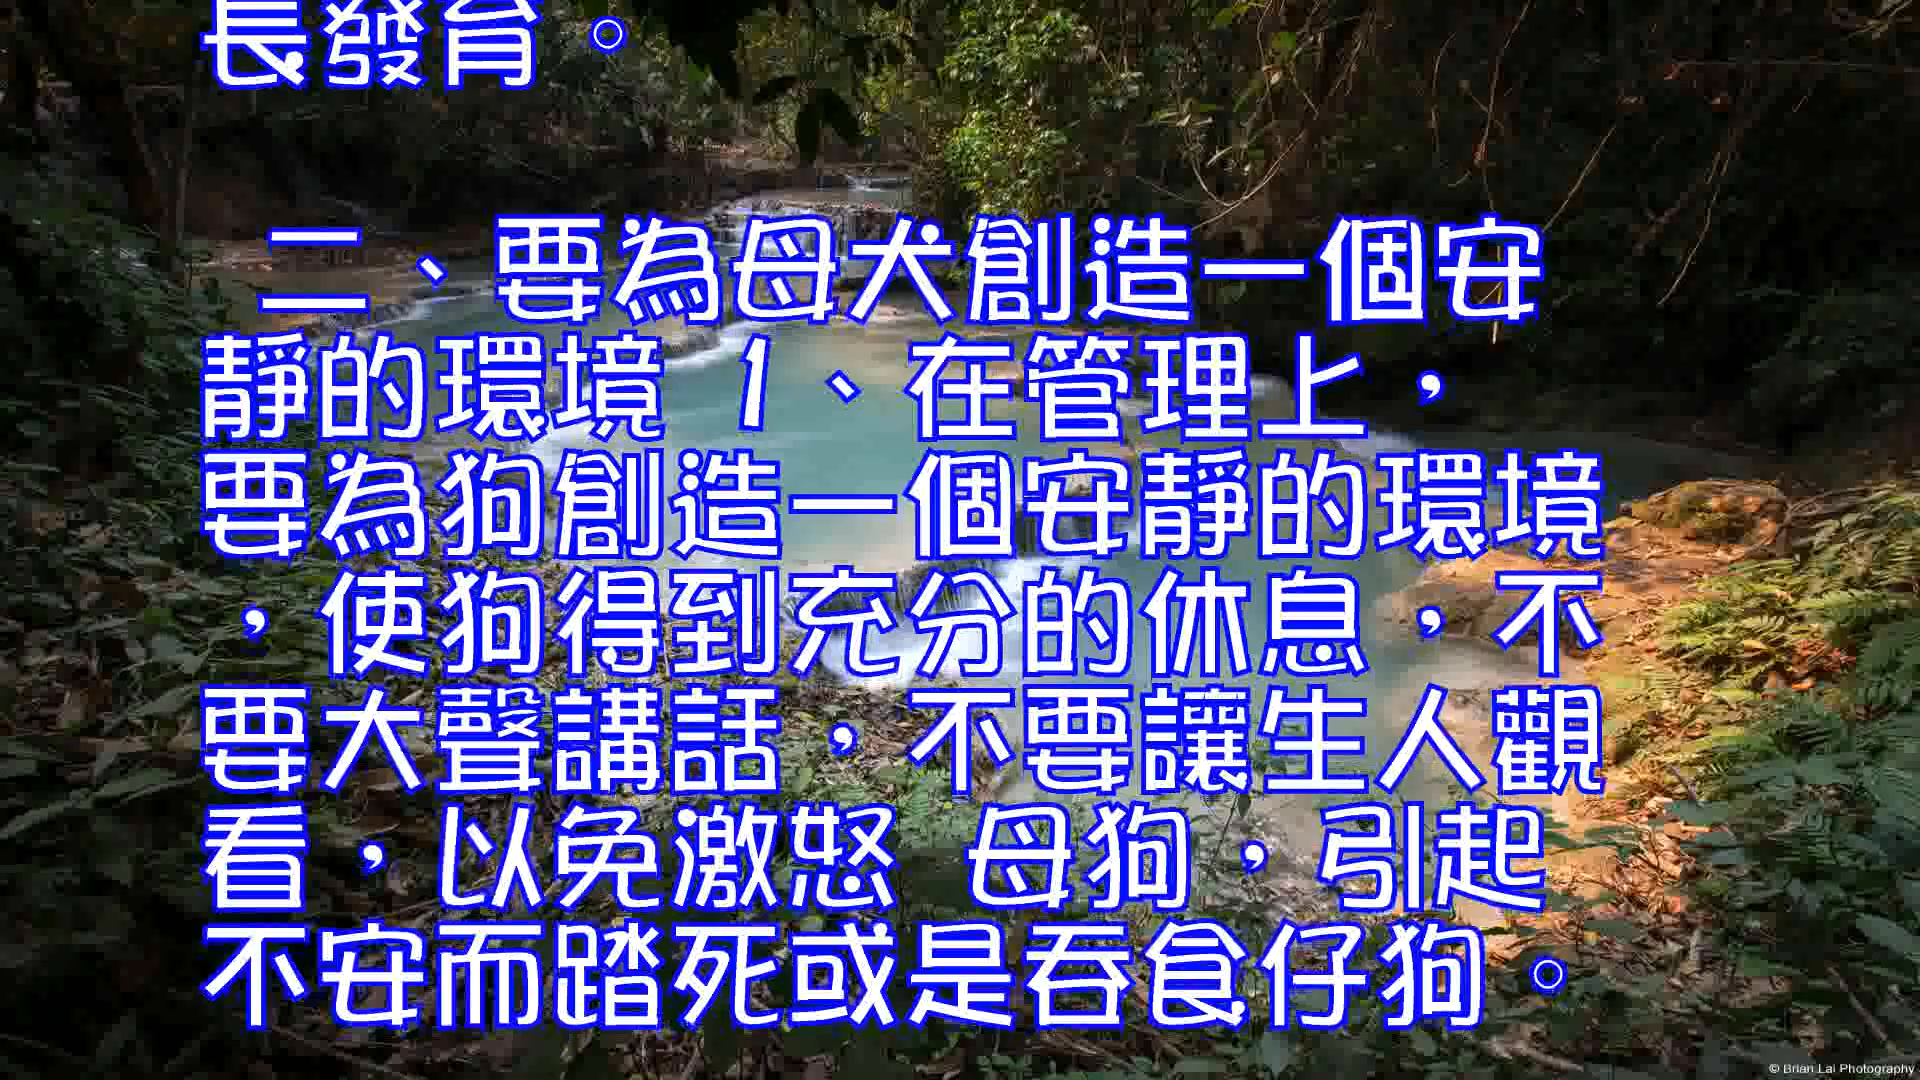 長發育。
二、要為母犬創造一個安
靜的環境 1、在管理上，
要為狗創造一個安靜的環境
，使狗得到充分的休息，不
要大聲講話，不要讓生人觀
看，以免激怒 母狗，引起
不安而踏死或是吞食仔狗。
© Brian Lai Photography